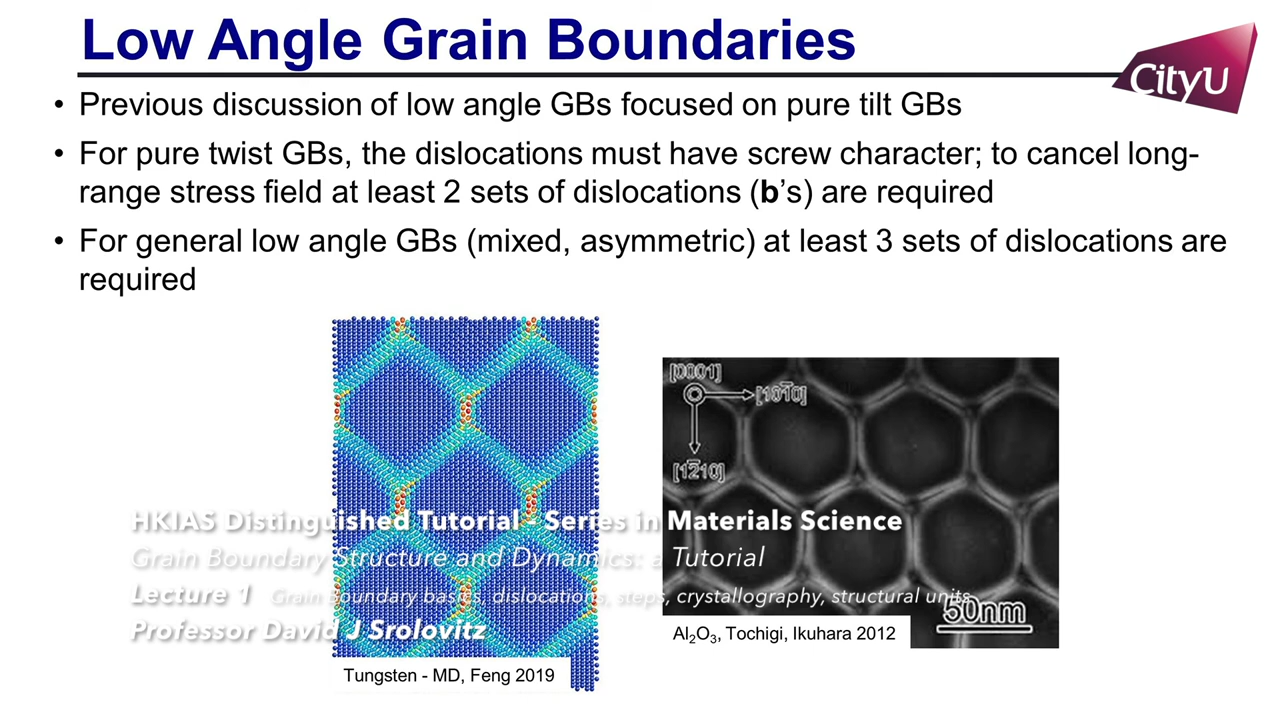 Low Angle Grain Boundaries
CityU
• Previous discussion of low angle GBs focused on pure tilt GBs
• For pure twist GBs, the dislocations must have screw character; to cancel long-
range stress field at least 2 sets of dislocations (b's) are required
• For general low angle GBs (mixed, asymmetric) at least 3 sets of dislocations are
required
[0001]
[101̄0]
[12̄10]
HKIAS Distinguished Tutorial - Series in Materials Science
Grain Boundary Structure and Dynamics: a Tutorial
Lecture 1 Grain Boundary basics, dislocations, steps, crystallography, structural units
50nm
Professor David J Srolovitz
Al₂O₃, Tochigi, Ikuhara 2012
Tungsten - MD, Feng 2019